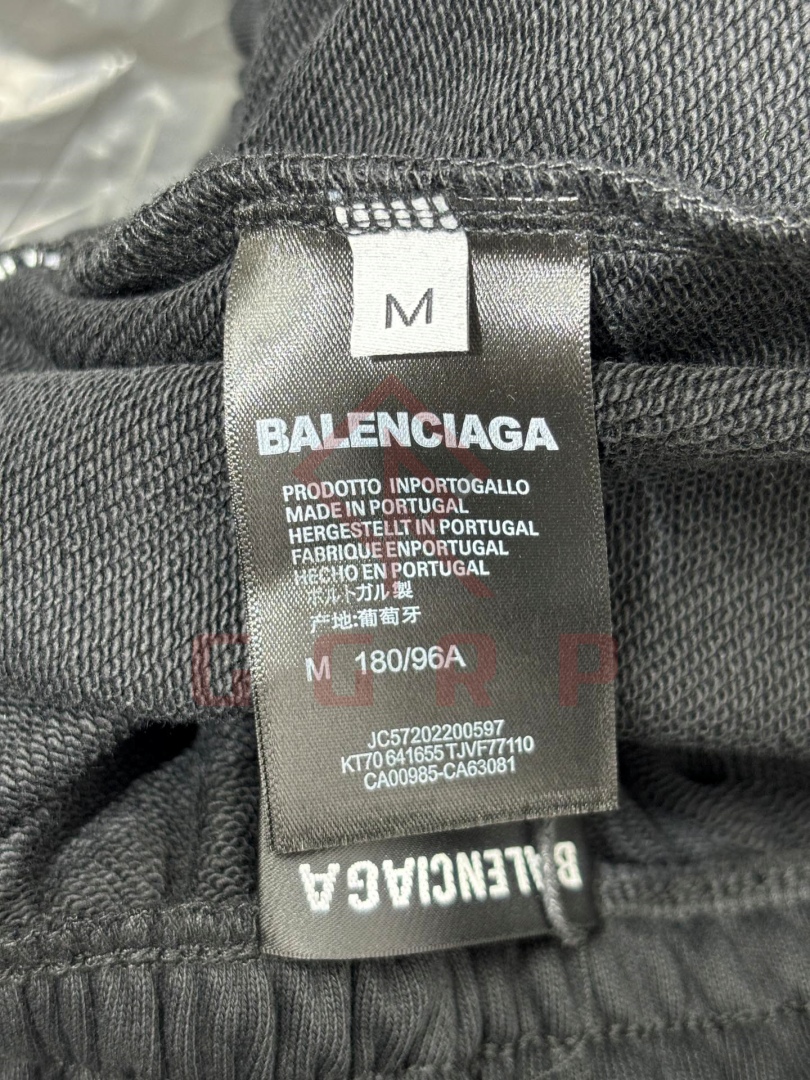 M
BALENCIAGA
PRODOTTO INPORTOGALLO
MADE IN PORTUGAL
HERGESTELLT IN PORTUGAL
FABRIQUE ENPORTUGAL
HECHO EN PORTUGAL
ポルトガル製
产地:葡萄牙
M 180/96A
GGRP
JC57202200597
KT70 641655 TJVF77110
CA00985-CA63081
BALENCIAGA